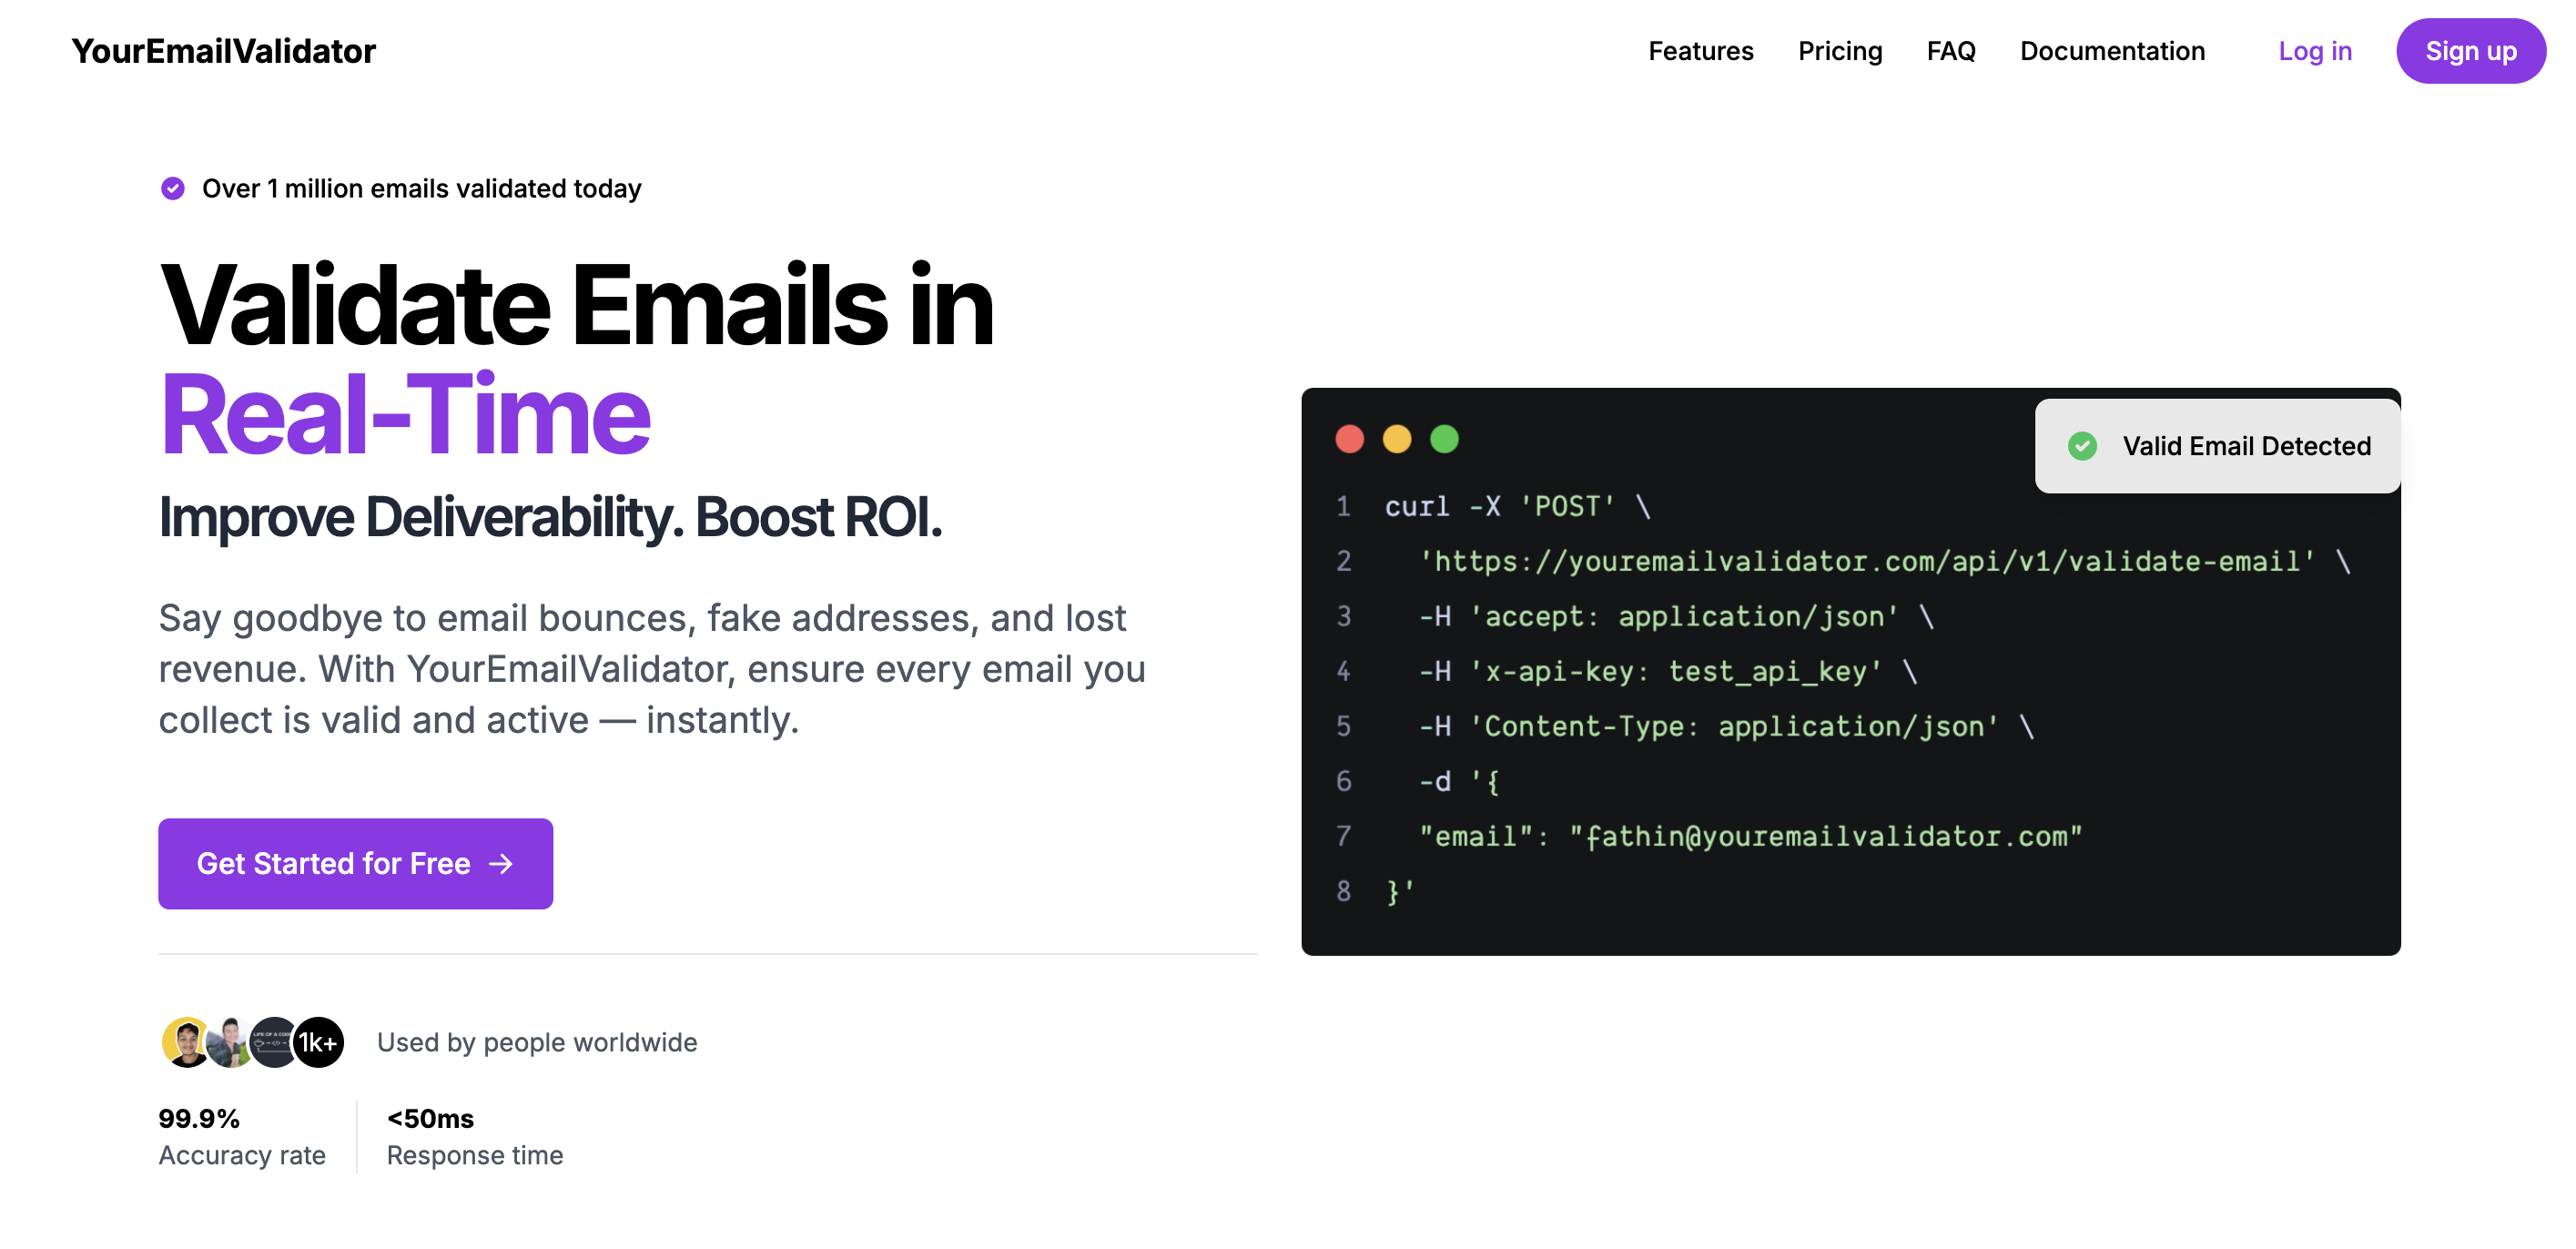 YourEmailValidator
Features
Pricing
FAQ
Documentation
Log in
Sign up
Over 1 million emails validated today
Validate Emails in
Real-Time
Improve Deliverability. Boost ROI.
Say goodbye to email bounces, fake addresses, and lost
revenue. With YourEmailValidator, ensure every email you
collect is valid and active — instantly.
Get Started for Free →
1k+
Used by people worldwide
99.9%
Accuracy rate
<50ms
Response time
Valid Email Detected
1 curl -X 'POST' \
2 'https://youremailvalidator.com/api/v1/validate-email' \
3 -H 'accept: application/json' \
4 -H 'x-api-key: test_api_key' \
5 -H 'Content-Type: application/json' \
6 -d '{
7 "email": "fathin@youremailvalidator.com"
8 }'